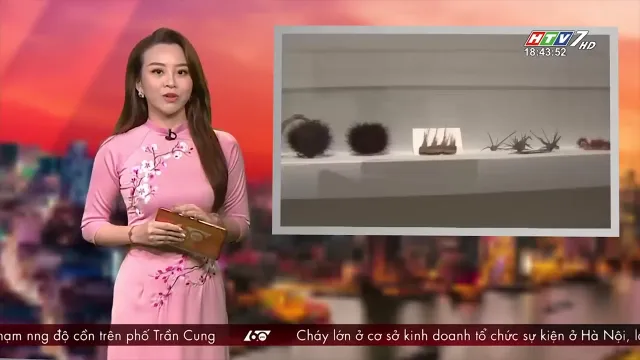 HTV7 HD
18:43:52
nng độ cồn trên phố Trần Cung
60
Cháy lớn ở cơ sở kinh doanh tổ chức sự kiện ở Hà Nội,